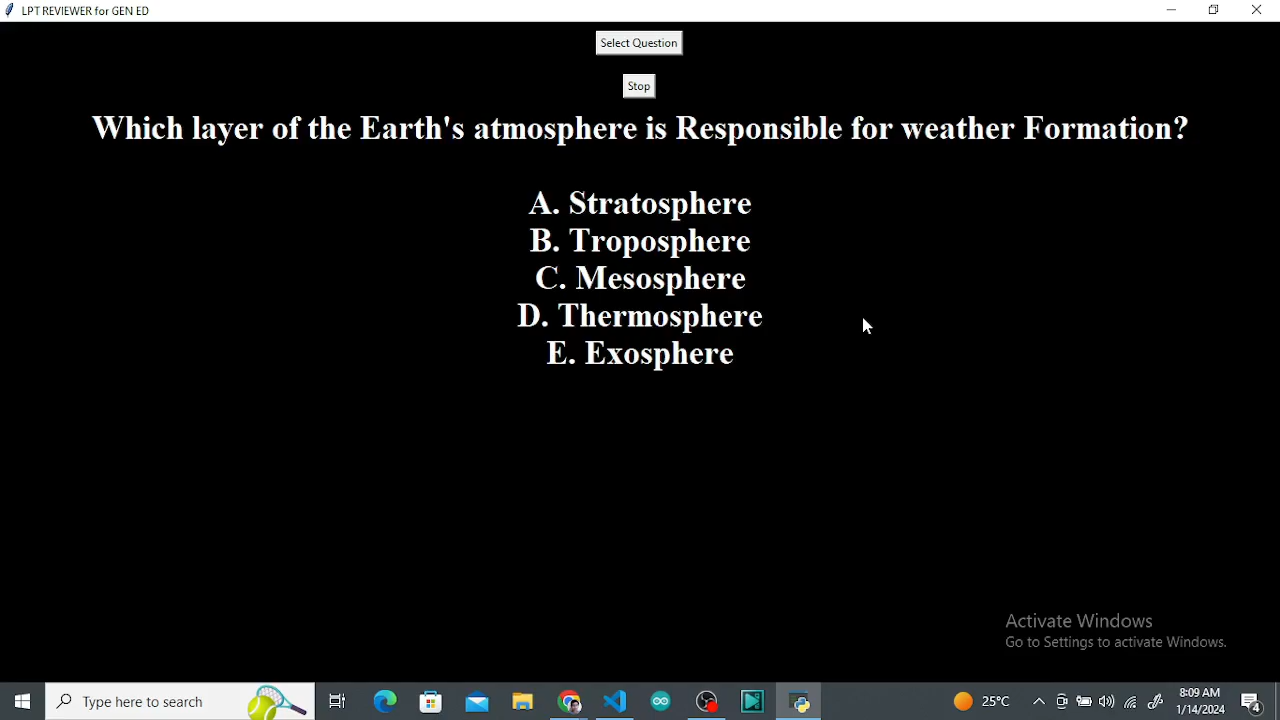 LPT REVIEWER for GEN ED
Select Question
Stop
Which layer of the Earth's atmosphere is Responsible for weather Formation?
A. Stratosphere
B. Troposphere
C. Mesosphere
D. Thermosphere
E. Exosphere
Activate Windows
Go to Settings to activate Windows.
Type here to search
25°C
8:09 AM
1/14/2024
4